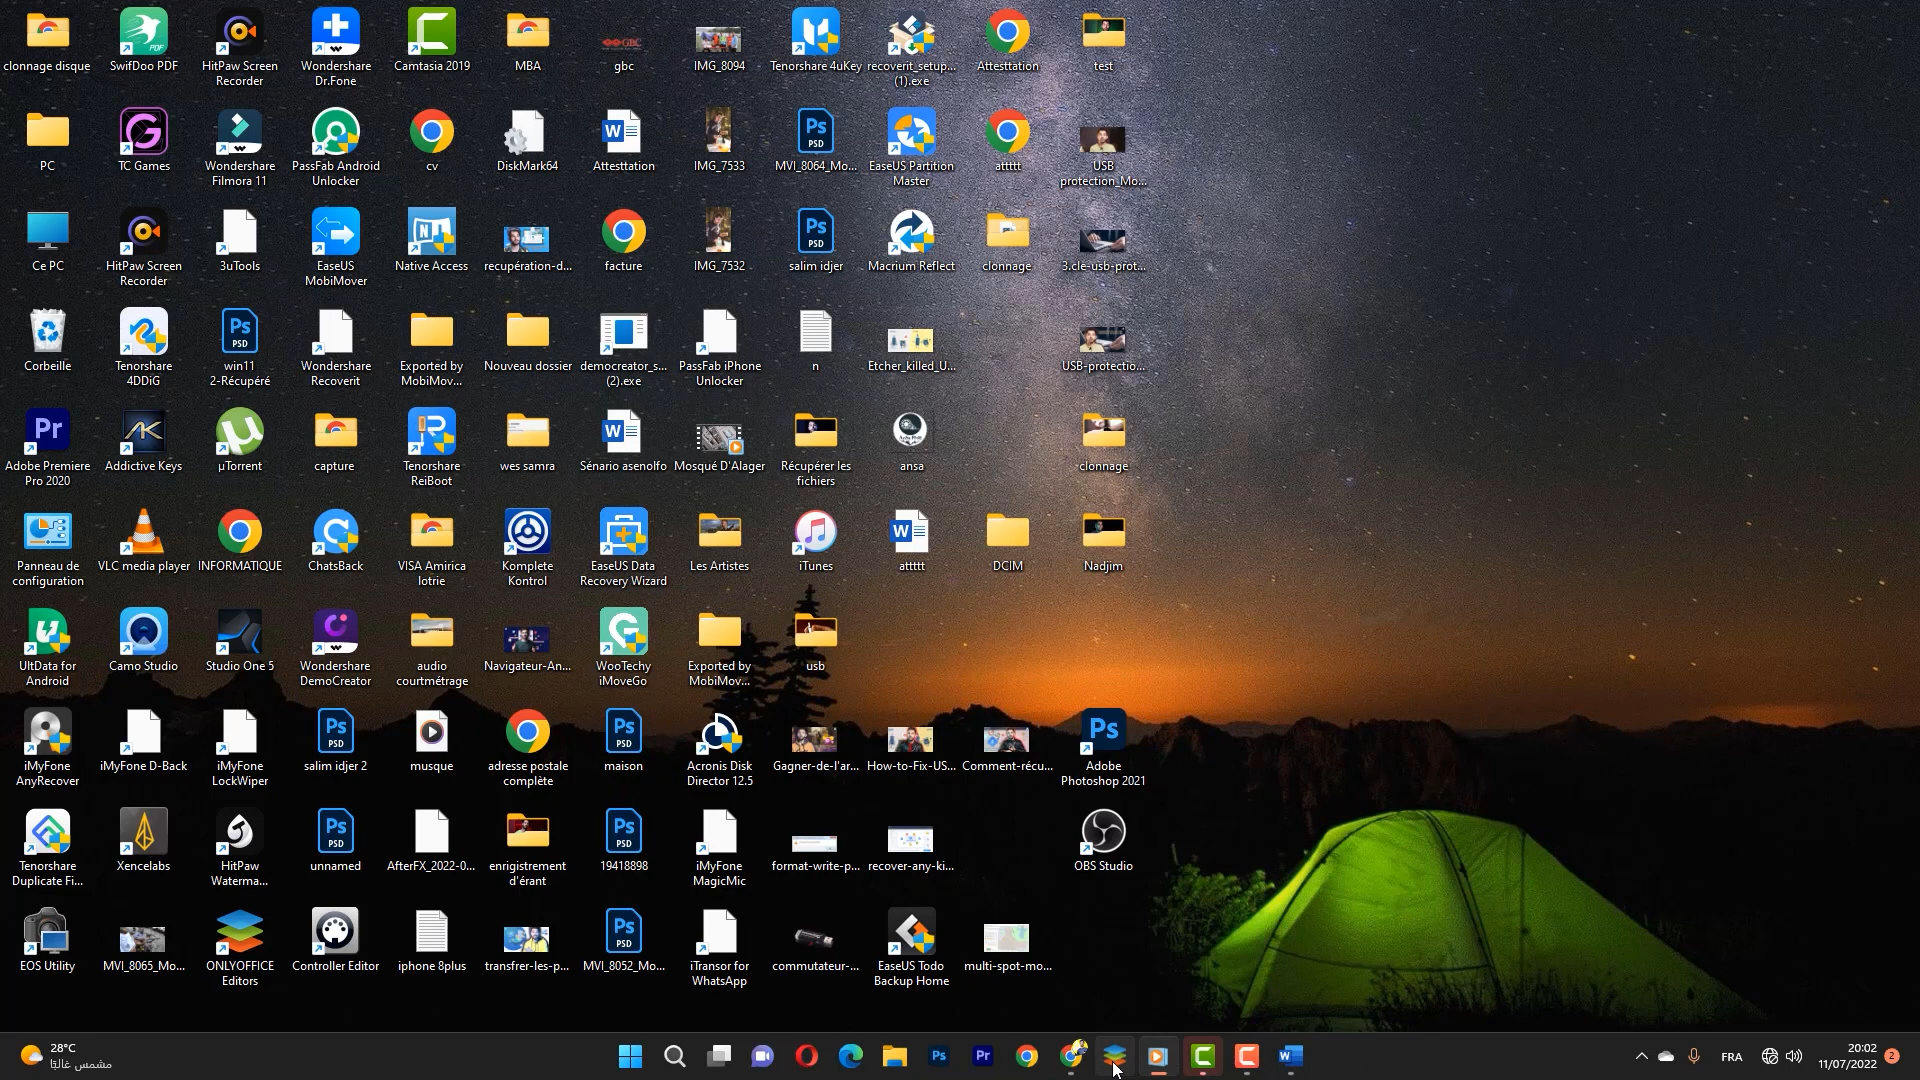 clonnage disque
SwifDoo PDF
HitPaw Screen
Recorder
Wondershare
Dr.Fone
Camtasia 2019
MBA
gbc
IMG_8094
Tenorshare 4uKey
recoverit_setup...
(1).exe
Attesttation
test
PC
TC Games
Wondershare
Filmora 11
PassFab Android
Unlocker
cv
DiskMark64
Attesttation
IMG_7533
MVI_8064_Mo...
EaseUS Partition
Master
attttt
USB
protection_Mo...
Ce PC
HitPaw Screen
Recorder
3uTools
EaseUS
MobiMover
Native Access
recupération-d...
facture
IMG_7532
salim idjer
Macrium Reflect
clonnage
3.cle-usb-prot...
Corbeille
Tenorshare
4DDiG
win11
2-Récupéré
Wondershare
Recoverit
Exported by
MobiMov...
Nouveau dossier
democreator_s...
(2).exe
PassFab iPhone
Unlocker
n
Etcher_killed_U...
USB-protectio...
Adobe Premiere
Pro 2020
Addictive Keys
µTorrent
capture
Tenorshare
ReiBoot
wes samra
Sénario asenolfo
Mosqué D'Alager
Récupérer les
fichiers
ansa
clonnage
Panneau de
configuration
VLC media player
INFORMATIQUE
ChatsBack
VISA Amirica
lotrie
Komplete
Kontrol
EaseUS Data
Recovery Wizard
Les Artistes
iTunes
attttt
DCIM
Nadjim
UltData for
Android
Camo Studio
Studio One 5
Wondershare
DemoCreator
audio
courtmétrage
Navigateur-An...
WooTechy
iMoveGo
Exported by
MobiMov...
usb
iMyFone
AnyRecover
iMyFone D-Back
iMyFone
LockWiper
salim idjer 2
musque
adresse postale
complète
maison
Acronis Disk
Director 12.5
Gagner-de-l'ar...
How-to-Fix-US...
Comment-récu...
Adobe
Photoshop 2021
Tenorshare
Duplicate Fi...
Xencelabs
HitPaw
Waterma...
unnamed
AfterFX_2022-0...
enrigistrement
d'érant
19418898
iMyFone
MagicMic
format-write-p...
recover-any-ki...
OBS Studio
EOS Utility
MVI_8065_Mo...
ONLYOFFICE
Editors
Controller Editor
iphone 8plus
transfrer-les-p...
MVI_8052_Mo...
iTransor for
WhatsApp
commutateur-...
EaseUS Todo
Backup Home
multi-spot-mo...
28°C
مشمس غالبًا
FRA
20:02
11/07/2022
2